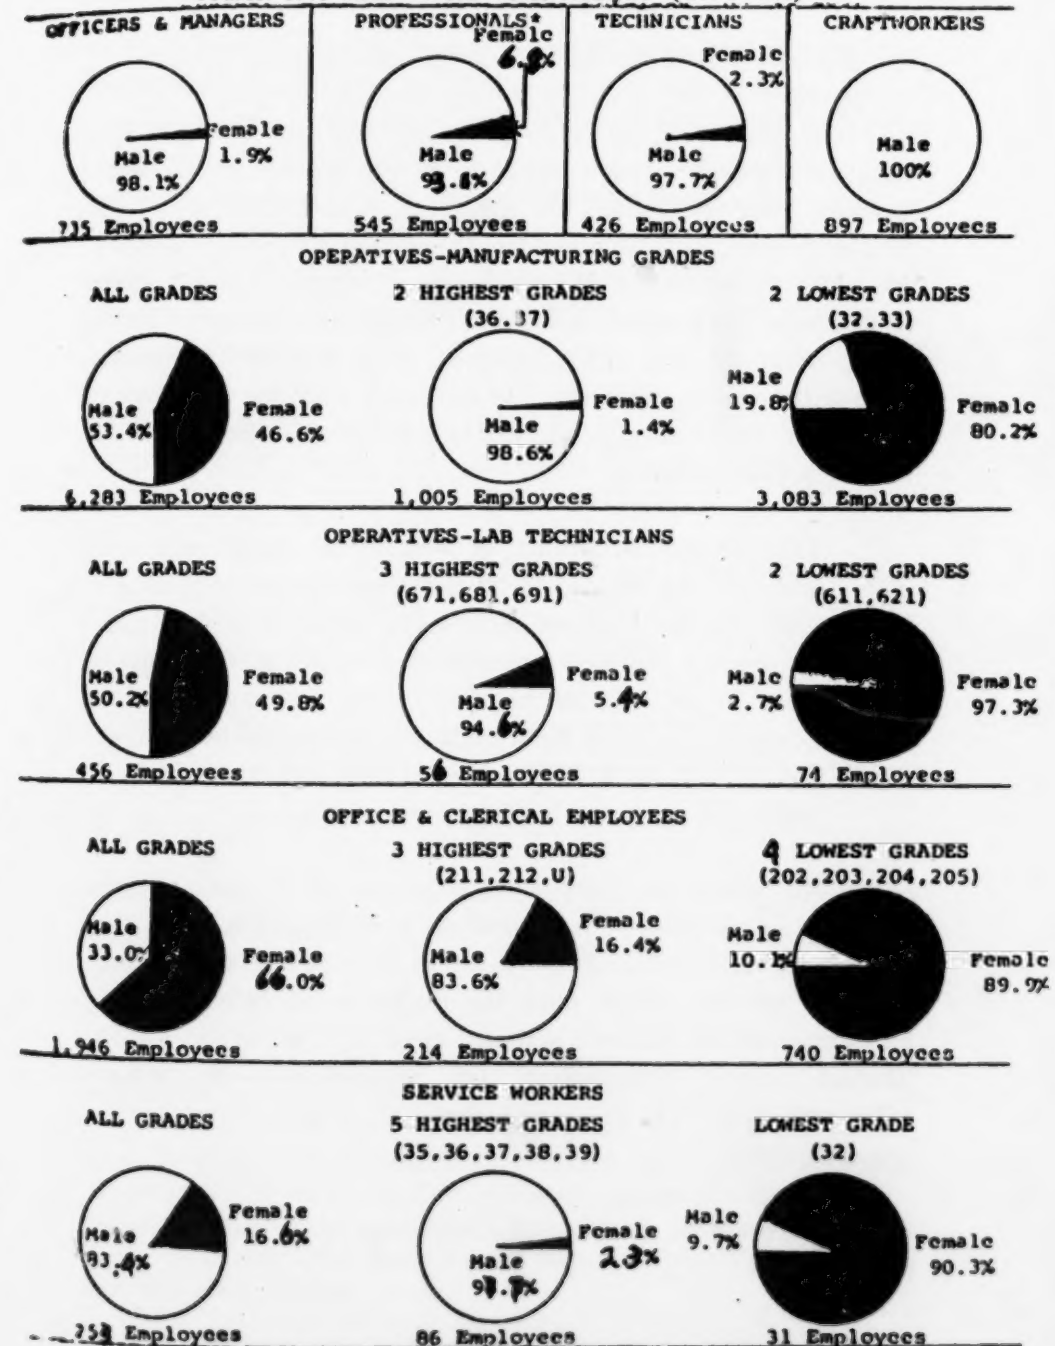 OFFICERS & MANAGERS
Female
1.9%
Male
98.1%
735 Employees
PROFESSIONALS*
Female
Male
545 Employees
TECHNICIANS
Female
2.3%
Male
97.7%
426 Employees
CRAFTWORKERS
Male
100%
897 Employees
OPERATIVES-MANUFACTURING GRADES
ALL GRADES
Male
53.4%
Female
46.6%
6,283 Employees
2 HIGHEST GRADES
(36.37)
Female
1.4%
Male
98.6%
1,005 Employees
2 LOWEST GRADES
(32.33)
Male
19.8%
Female
80.2%
3,083 Employees
OPERATIVES-LAB TECHNICIANS
ALL GRADES
Male
50.2%
Female
49.8%
456 Employees
3 HIGHEST GRADES
(671,681,691)
Female
5.4%
Male
94.6%
56 Employees
2 LOWEST GRADES
(611,621)
Male
2.7%
Female
97.3%
74 Employees
OFFICE & CLERICAL EMPLOYEES
ALL GRADES
Male
33.0%
Female
66.0%
1,946 Employees
3 HIGHEST GRADES
(211,212,U)
Female
16.4%
Male
83.6%
214 Employees
4 LOWEST GRADES
(202,203,204,205)
Male
10.1%
Female
89.9%
740 Employees
SERVICE WORKERS
ALL GRADES
Female
16.6%
Male
83.4%
Employees
5 HIGHEST GRADES
(35,36,37,38,39)
Female
2.3%
Male
86 Employees
LOWEST GRADE
(32)
Male
9.7%
Female
90.3%
31 Employees